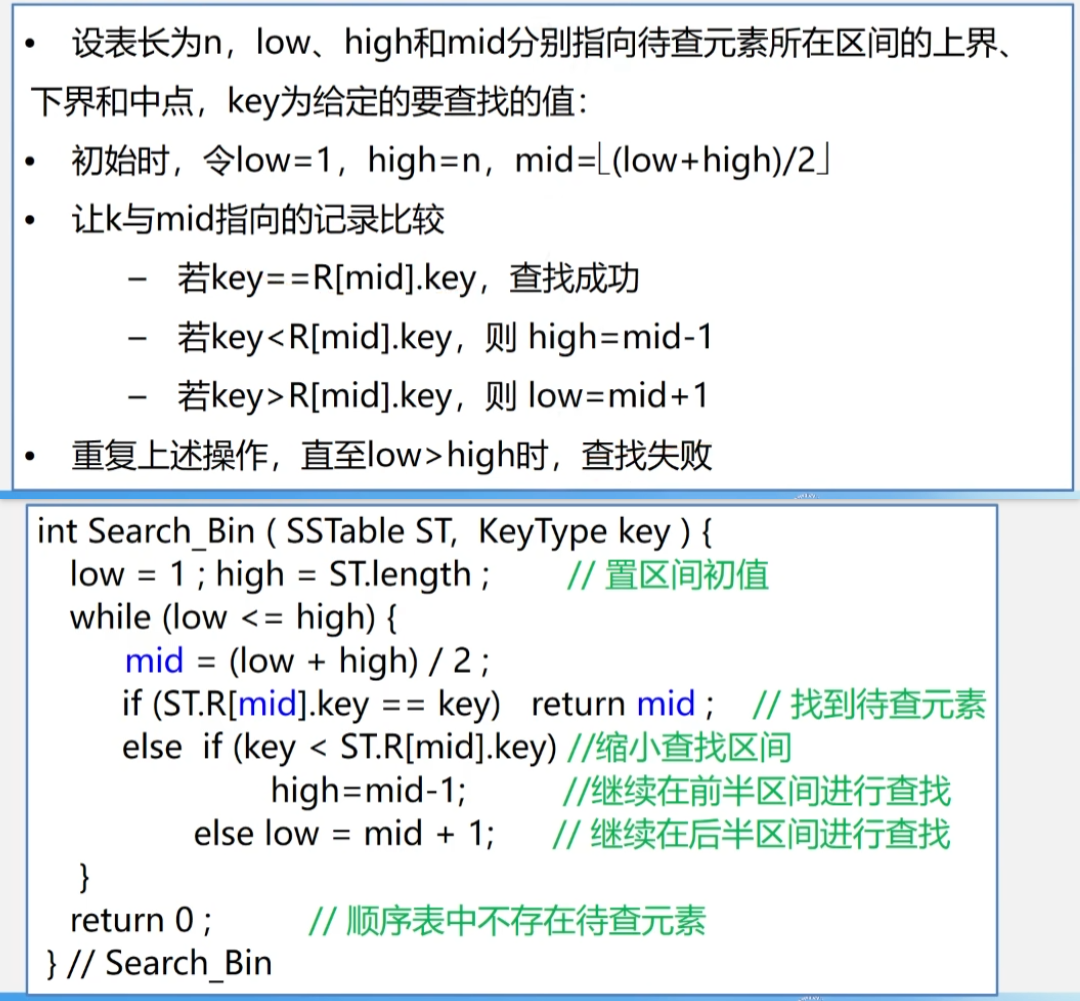 • 设表长为n，low、high和mid分别指向待查元素所在区间的上界、
下界和中点，key为给定的要查找的值：
• 初始时，令low=1，high=n，mid=⌊(low+high)/2⌋
• 让k与mid指向的记录比较
– 若key==R[mid].key，查找成功
– 若key<R[mid].key，则 high=mid-1
– 若key>R[mid].key，则 low=mid+1
• 重复上述操作，直至low>high时，查找失败
int Search_Bin ( SSTable ST, KeyType key ) {
low = 1 ; high = ST.length ; // 置区间初值
while (low <= high) {
mid = (low + high) / 2 ;
if (ST.R[mid].key == key) return mid ; // 找到待查元素
else if (key < ST.R[mid].key) //缩小查找区间
high=mid-1; //继续在前半区间进行查找
else low = mid + 1; // 继续在后半区间进行查找
}
return 0 ; // 顺序表中不存在待查元素
} // Search_Bin